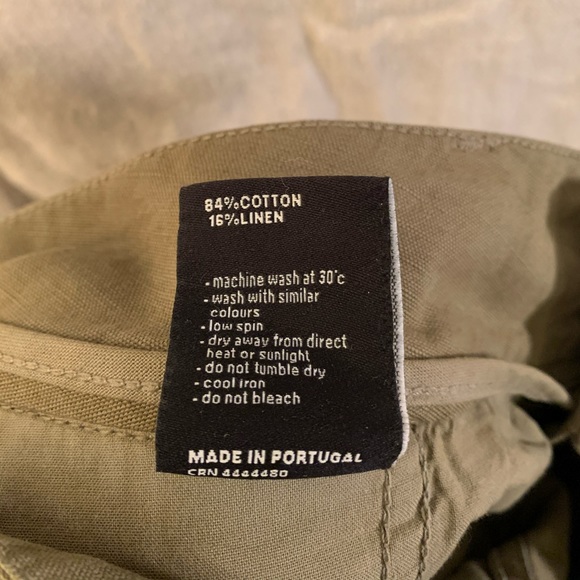 84%COTTON
16%LINEN
- machine wash at 30°c
- wash with similar
colours
- low spin
- dry away from direct
heat or sunlight
- do not tumble dry
- cool iron
- do not bleach
MADE IN PORTUGAL
CRN 4444480